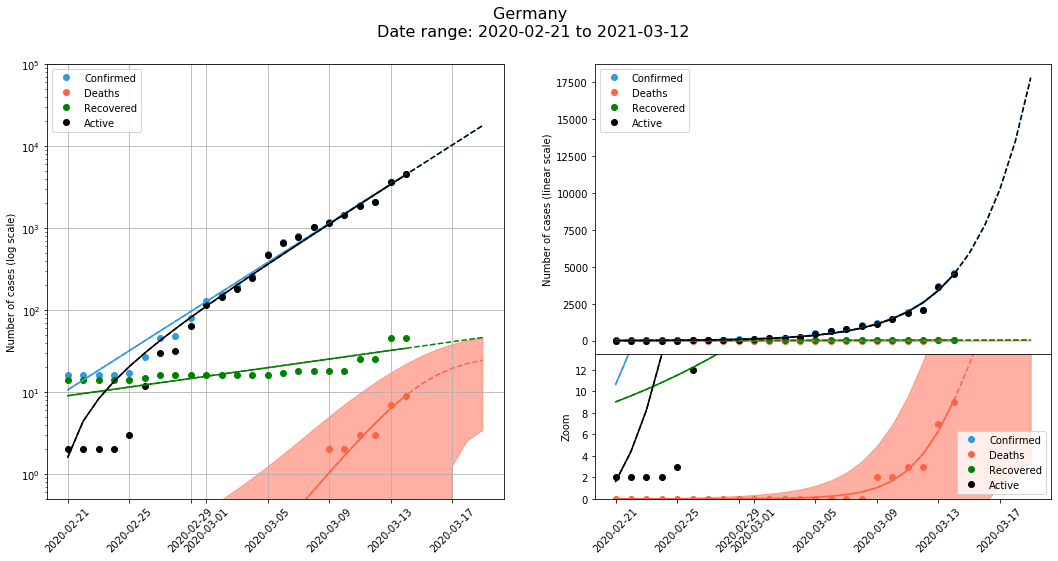 Germany
Date range: 2020-02-21 to 2021-03-12
Number of cases (log scale)
10^5
10^4
10^3
10^2
10^1
10^0
Confirmed
Deaths
Recovered
Active
2020-02-21
2020-02-25
2020-02-29
2020-03-01
2020-03-05
2020-03-09
2020-03-13
2020-03-17
Number of cases (linear scale)
17500
15000
12500
10000
7500
5000
2500
0
Confirmed
Deaths
Recovered
Active
Zoom
12
10
8
6
4
2
0
Confirmed
Deaths
Recovered
Active
2020-02-21
2020-02-25
2020-02-29
2020-03-01
2020-03-05
2020-03-09
2020-03-13
2020-03-17